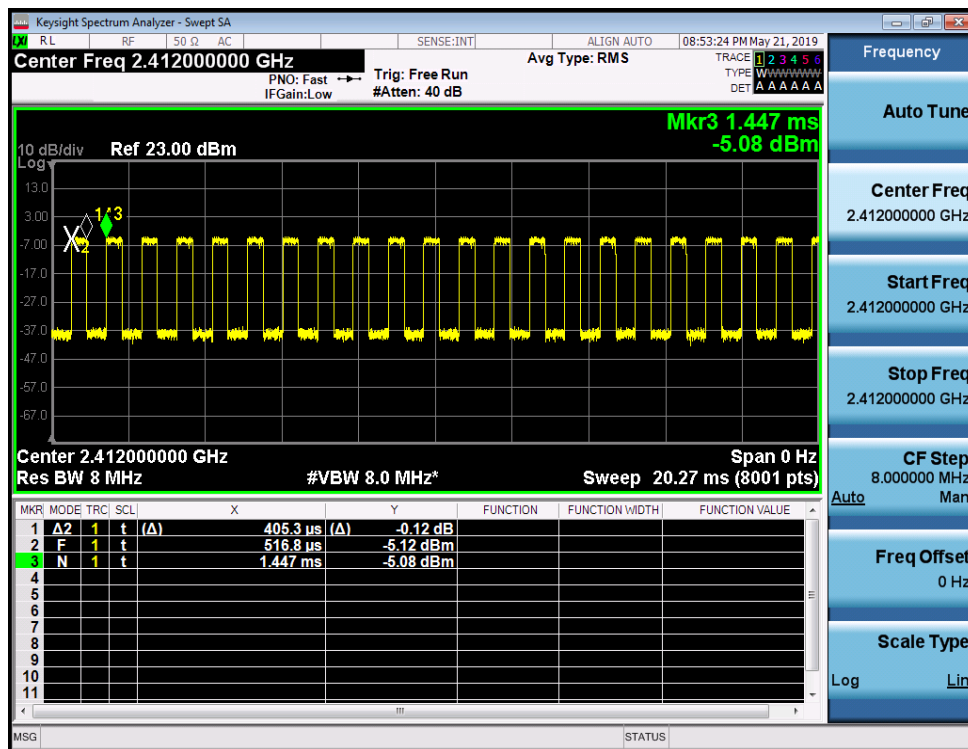 Keysight Spectrum Analyzer - Swept SA
LXI RL RF 50 Ω AC SENSE:INT ALIGN AUTO 08:53:24 PM May 21, 2019
Center Freq 2.412000000 GHz
PNO: Fast
IFGain:Low
Trig: Free Run
#Atten: 40 dB
Avg Type: RMS
TRACE 1 2 3 4 5 6
TYPE WWWWWW
DET A A A A A A
Mkr3 1.447 ms
-5.08 dBm
10 dB/div Ref 23.00 dBm
Log
13.0
3.00
-7.00
-17.0
-27.0
-37.0
-47.0
-57.0
-67.0
X2
1Δ3
Center 2.412000000 GHz Span 0 Hz
Res BW 8 MHz #VBW 8.0 MHz* Sweep 20.27 ms (8001 pts)
MKR MODE TRC SCL X Y FUNCTION FUNCTION WIDTH FUNCTION VALUE
1 Δ2 1 t (Δ) 405.3 µs (Δ) -0.12 dB
2 F 1 t 516.8 µs -5.12 dBm
3 N 1 t 1.447 ms -5.08 dBm
4
5
6
7
8
9
10
11
MSG STATUS
Frequency
Auto Tune
Center Freq
2.412000000 GHz
Start Freq
2.412000000 GHz
Stop Freq
2.412000000 GHz
CF Step
8.000000 MHz
Auto Man
Freq Offset
0 Hz
Scale Type
Log Lin